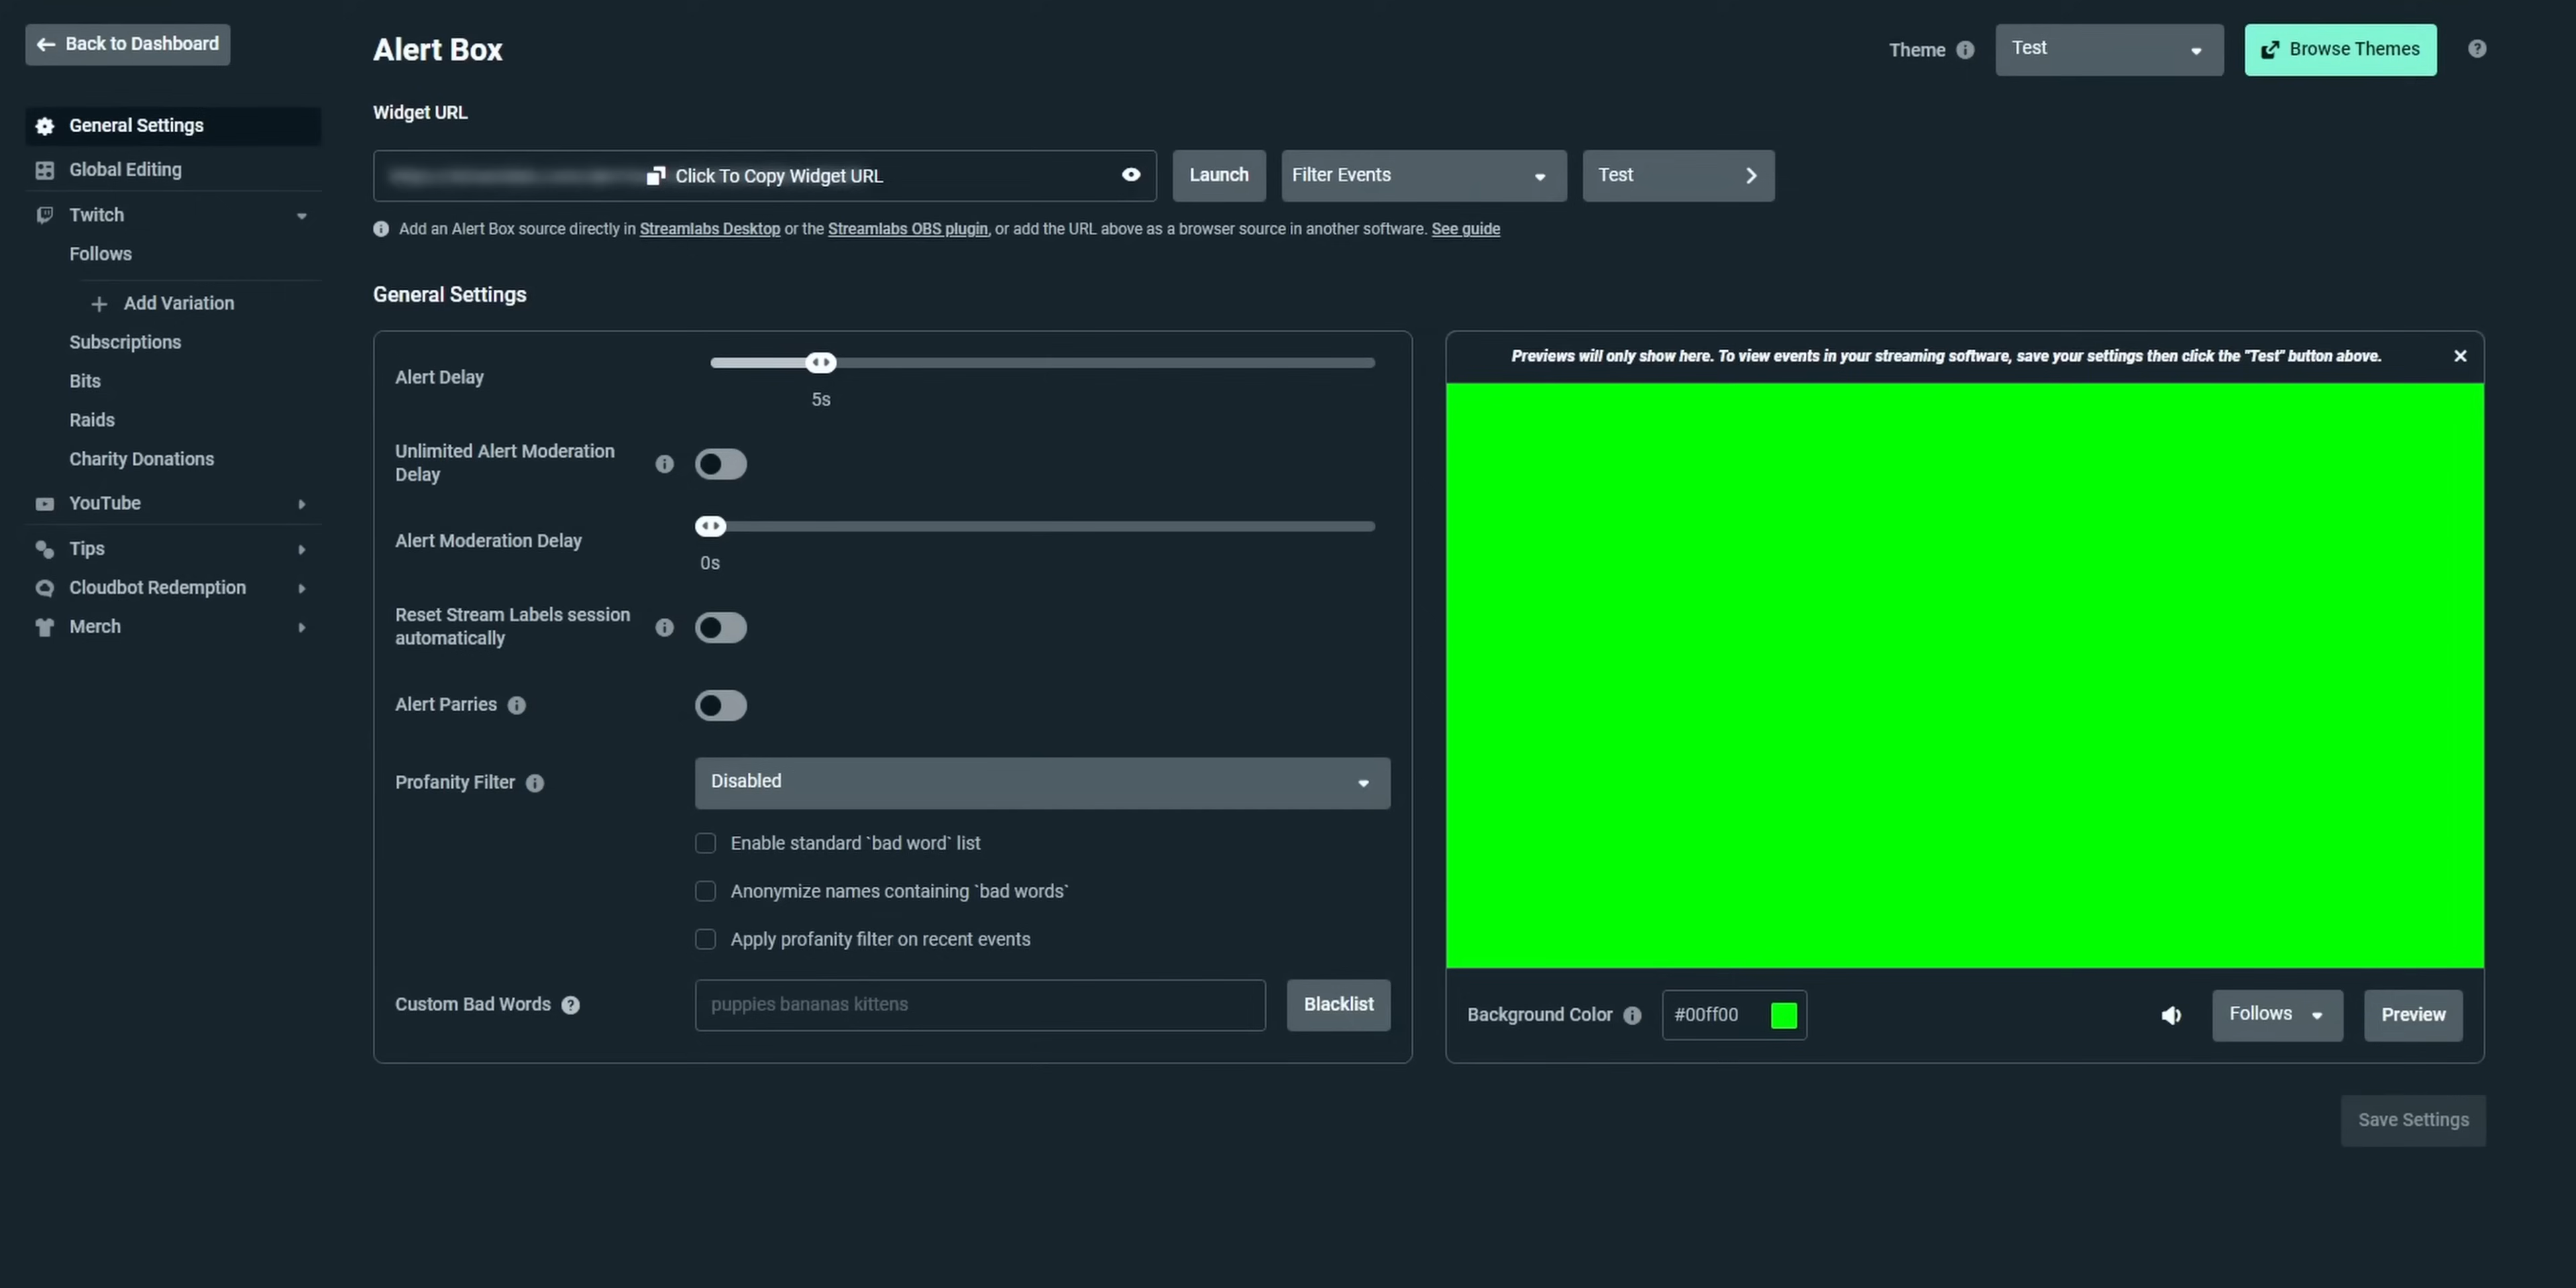 Back to Dashboard
Alert Box
Theme
Test
Browse Themes
General Settings
Global Editing
Twitch
Follows
Add Variation
Subscriptions
Bits
Raids
Charity Donations
YouTube
Tips
Cloudbot Redemption
Merch
Widget URL
Click To Copy Widget URL
Launch
Filter Events
Test
Add an Alert Box source directly in Streamlabs Desktop or the Streamlabs OBS plugin, or add the URL above as a browser source in another software. See guide
General Settings
Alert Delay
5s
Unlimited Alert Moderation
Delay
Alert Moderation Delay
0s
Reset Stream Labels session
automatically
Alert Parries
Profanity Filter
Disabled
Enable standard `bad word` list
Anonymize names containing `bad words`
Apply profanity filter on recent events
Custom Bad Words
puppies bananas kittens
Blacklist
Previews will only show here. To view events in your streaming software, save your settings then click the "Test" button above.
Background Color
#00ff00
Follows
Preview
Save Settings